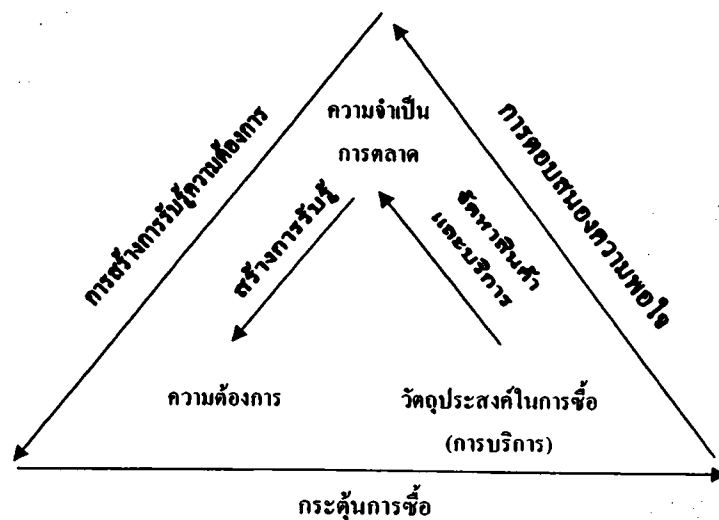 ความจำเป็น
การตลาด
การสร้างการรับรู้ความต้องการ
สร้างการรับรู้
จัดหาสินค้า
และบริการ
การตอบสนองความพอใจ
ความต้องการ
วัตถุประสงค์ในการซื้อ
(การบริการ)
กระตุ้นการซื้อ